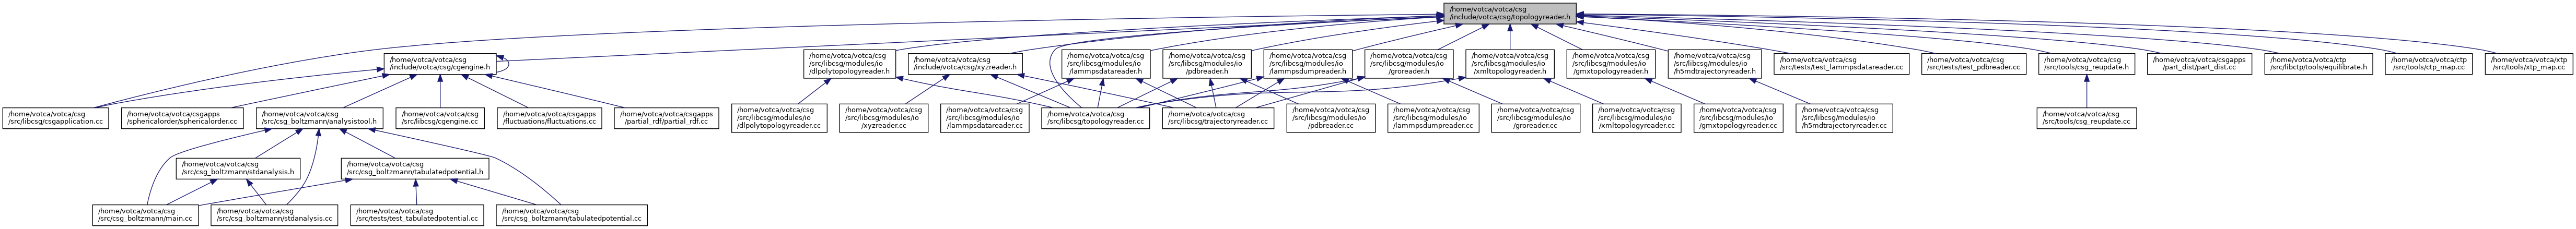 /home/votca/votca/csg
/include/votca/csg/topologyreader.h
/home/votca/votca/csg
/include/votca/csg/cgengine.h
/home/votca/votca/csg
/src/libcsg/modules/io
/dlpolytopologyreader.h
/home/votca/votca/csg
/include/votca/csg/xyzreader.h
/home/votca/votca/csg
/src/libcsg/modules/io
/lammpsdatareader.h
/home/votca/votca/csg
/src/libcsg/modules/io
/pdbreader.h
/home/votca/votca/csg
/src/libcsg/modules/io
/lammpsdumpreader.h
/home/votca/votca/csg
/src/libcsg/modules/io
/groreader.h
/home/votca/votca/csg
/src/libcsg/modules/io
/xmltopologyreader.h
/home/votca/votca/csg
/src/libcsg/modules/io
/gmxtopologyreader.h
/home/votca/votca/csg
/src/libcsg/modules/io
/h5mdtrajectoryreader.h
/home/votca/votca/csg
/src/tests/test_lammpsdatareader.cc
/home/votca/votca/csg
/src/tests/test_pdbreader.cc
/home/votca/votca/csg
/src/tools/csg_reupdate.h
/home/votca/votca/csgapps
/part_dist/part_dist.cc
/home/votca/votca/ctp
/src/libctp/tools/equilibrate.h
/home/votca/votca/ctp
/src/tools/ctp_map.cc
/home/votca/votca/xtp
/src/tools/xtp_map.cc
/home/votca/votca/csg
/src/libcsg/csgapplication.cc
/home/votca/votca/csgapps
/sphericalorder/sphericalorder.cc
/home/votca/votca/csg
/src/csg_boltzmann/analysistool.h
/home/votca/votca/csg
/src/libcsg/cgengine.cc
/home/votca/votca/csgapps
/fluctuations/fluctuations.cc
/home/votca/votca/csgapps
/partial_rdf/partial_rdf.cc
/home/votca/votca/csg
/src/libcsg/modules/io
/dlpolytopologyreader.cc
/home/votca/votca/csg
/src/libcsg/modules/io
/xyzreader.cc
/home/votca/votca/csg
/src/libcsg/modules/io
/lammpsdatareader.cc
/home/votca/votca/csg
/src/libcsg/topologyreader.cc
/home/votca/votca/csg
/src/libcsg/trajectoryreader.cc
/home/votca/votca/csg
/src/libcsg/modules/io
/pdbreader.cc
/home/votca/votca/csg
/src/libcsg/modules/io
/lammpsdumpreader.cc
/home/votca/votca/csg
/src/libcsg/modules/io
/groreader.cc
/home/votca/votca/csg
/src/libcsg/modules/io
/xmltopologyreader.cc
/home/votca/votca/csg
/src/libcsg/modules/io
/gmxtopologyreader.cc
/home/votca/votca/csg
/src/libcsg/modules/io
/h5mdtrajectoryreader.cc
/home/votca/votca/csg
/src/tools/csg_reupdate.cc
/home/votca/votca/csg
/src/csg_boltzmann/stdanalysis.h
/home/votca/votca/csg
/src/csg_boltzmann/tabulatedpotential.h
/home/votca/votca/csg
/src/csg_boltzmann/main.cc
/home/votca/votca/csg
/src/csg_boltzmann/stdanalysis.cc
/home/votca/votca/csg
/src/tests/test_tabulatedpotential.cc
/home/votca/votca/csg
/src/csg_boltzmann/tabulatedpotential.cc